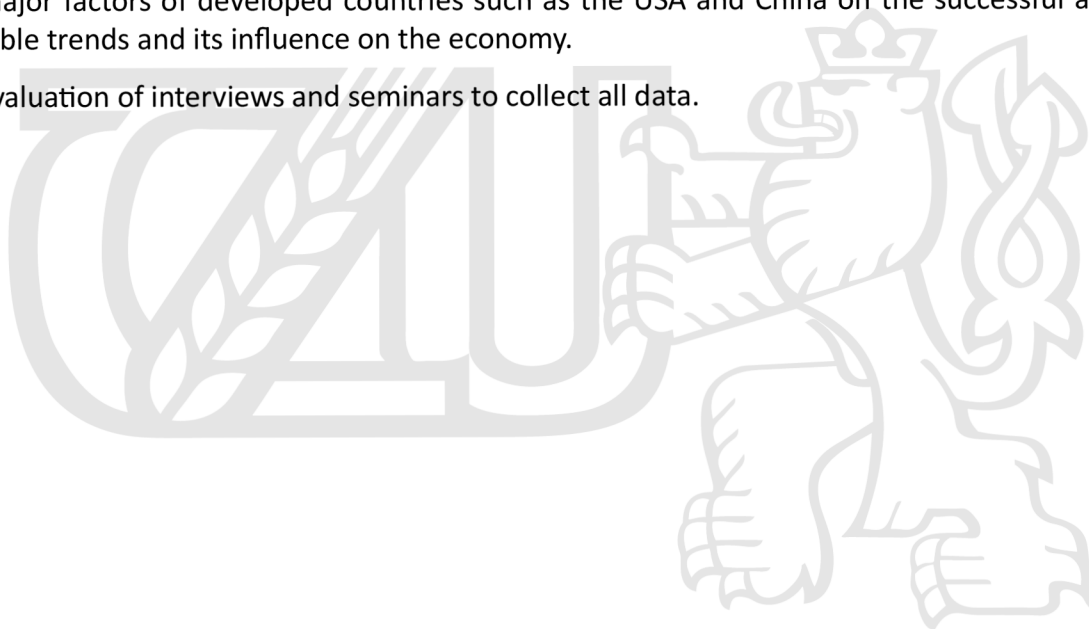 ajor factors of developed countries such as the USA and China on the successful a
ble trends and its influence on the economy.
valuation of interviews and seminars to collect all data.
CZU